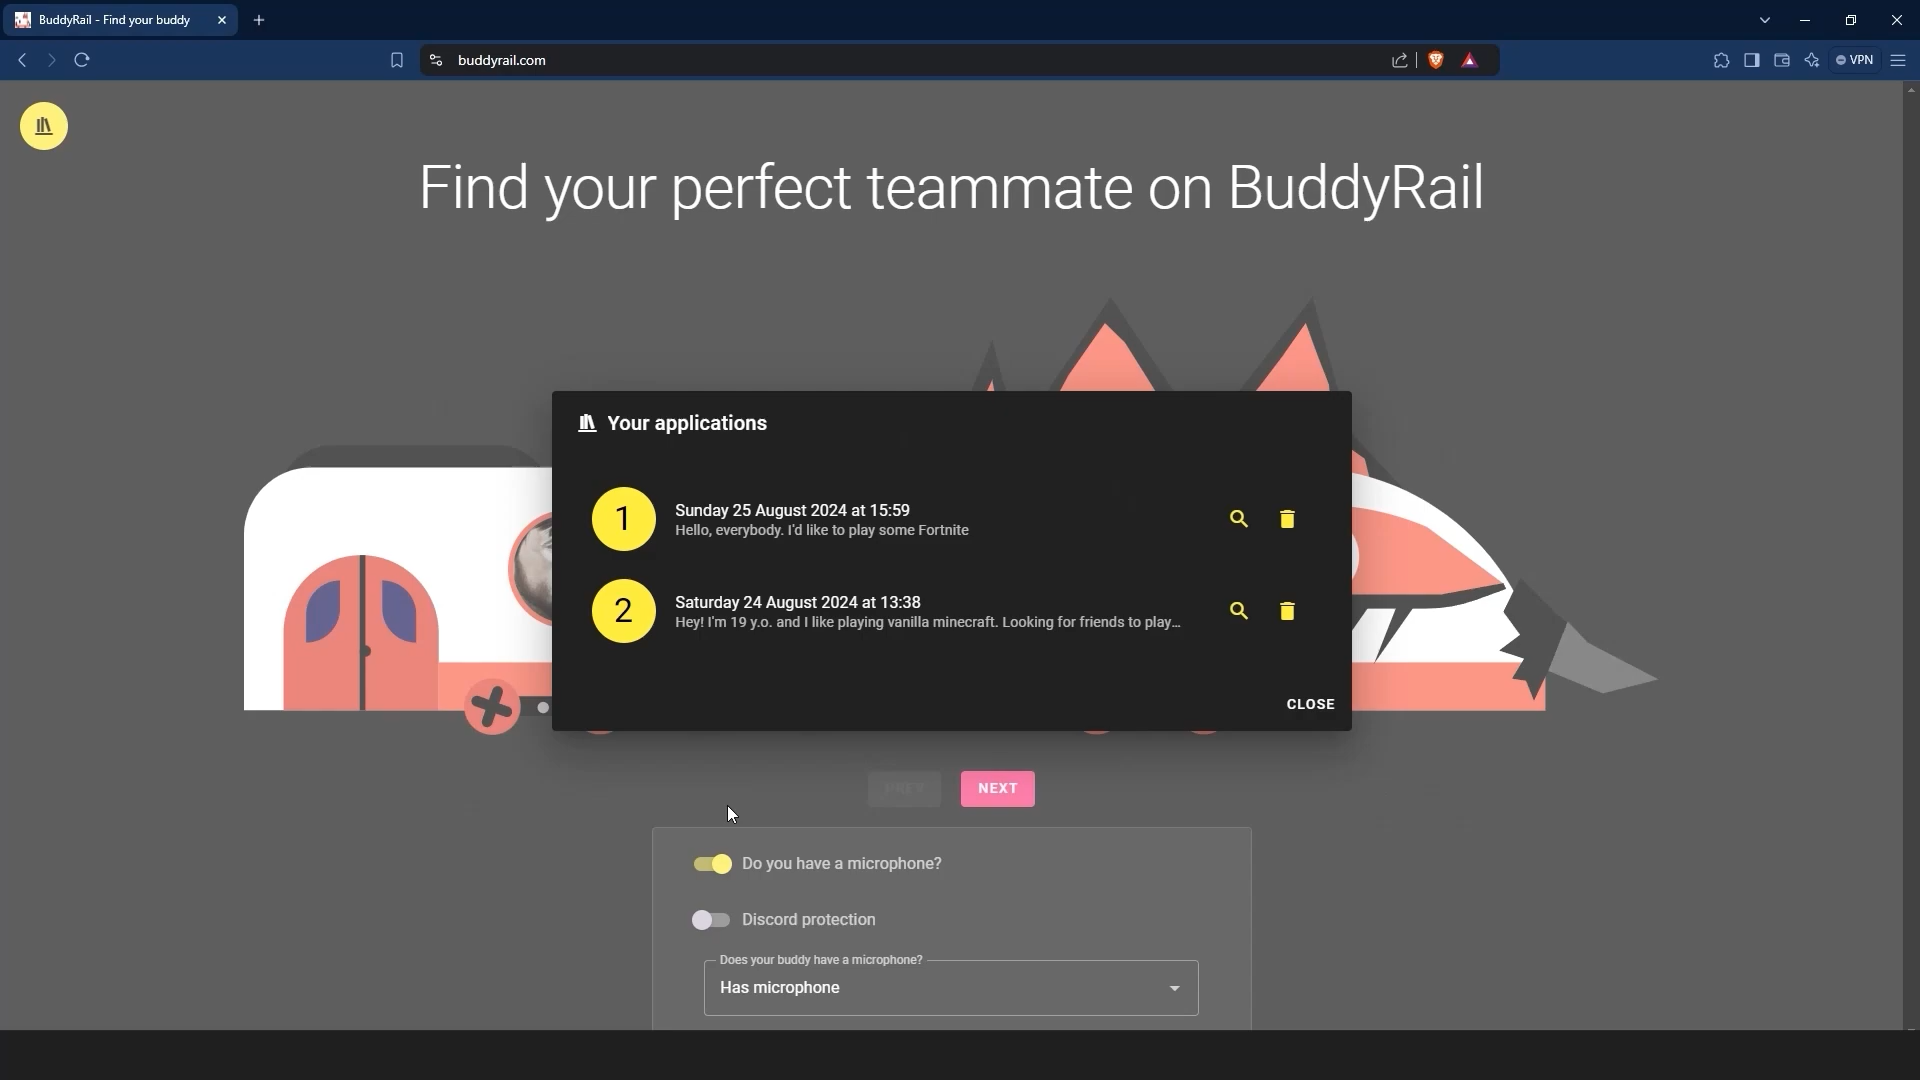 BuddyRail - Find your buddy
buddyrail.com
VPN
Find your perfect teammate on BuddyRail
Your applications
1
Sunday 25 August 2024 at 15:59
Hello, everybody. I'd like to play some Fortnite
2
Saturday 24 August 2024 at 13:38
Hey! I'm 19 y.o. and I like playing vanilla minecraft. Looking for friends to play...
CLOSE
PREV NEXT
Do you have a microphone?
Discord protection
Does your buddy have a microphone?
Has microphone